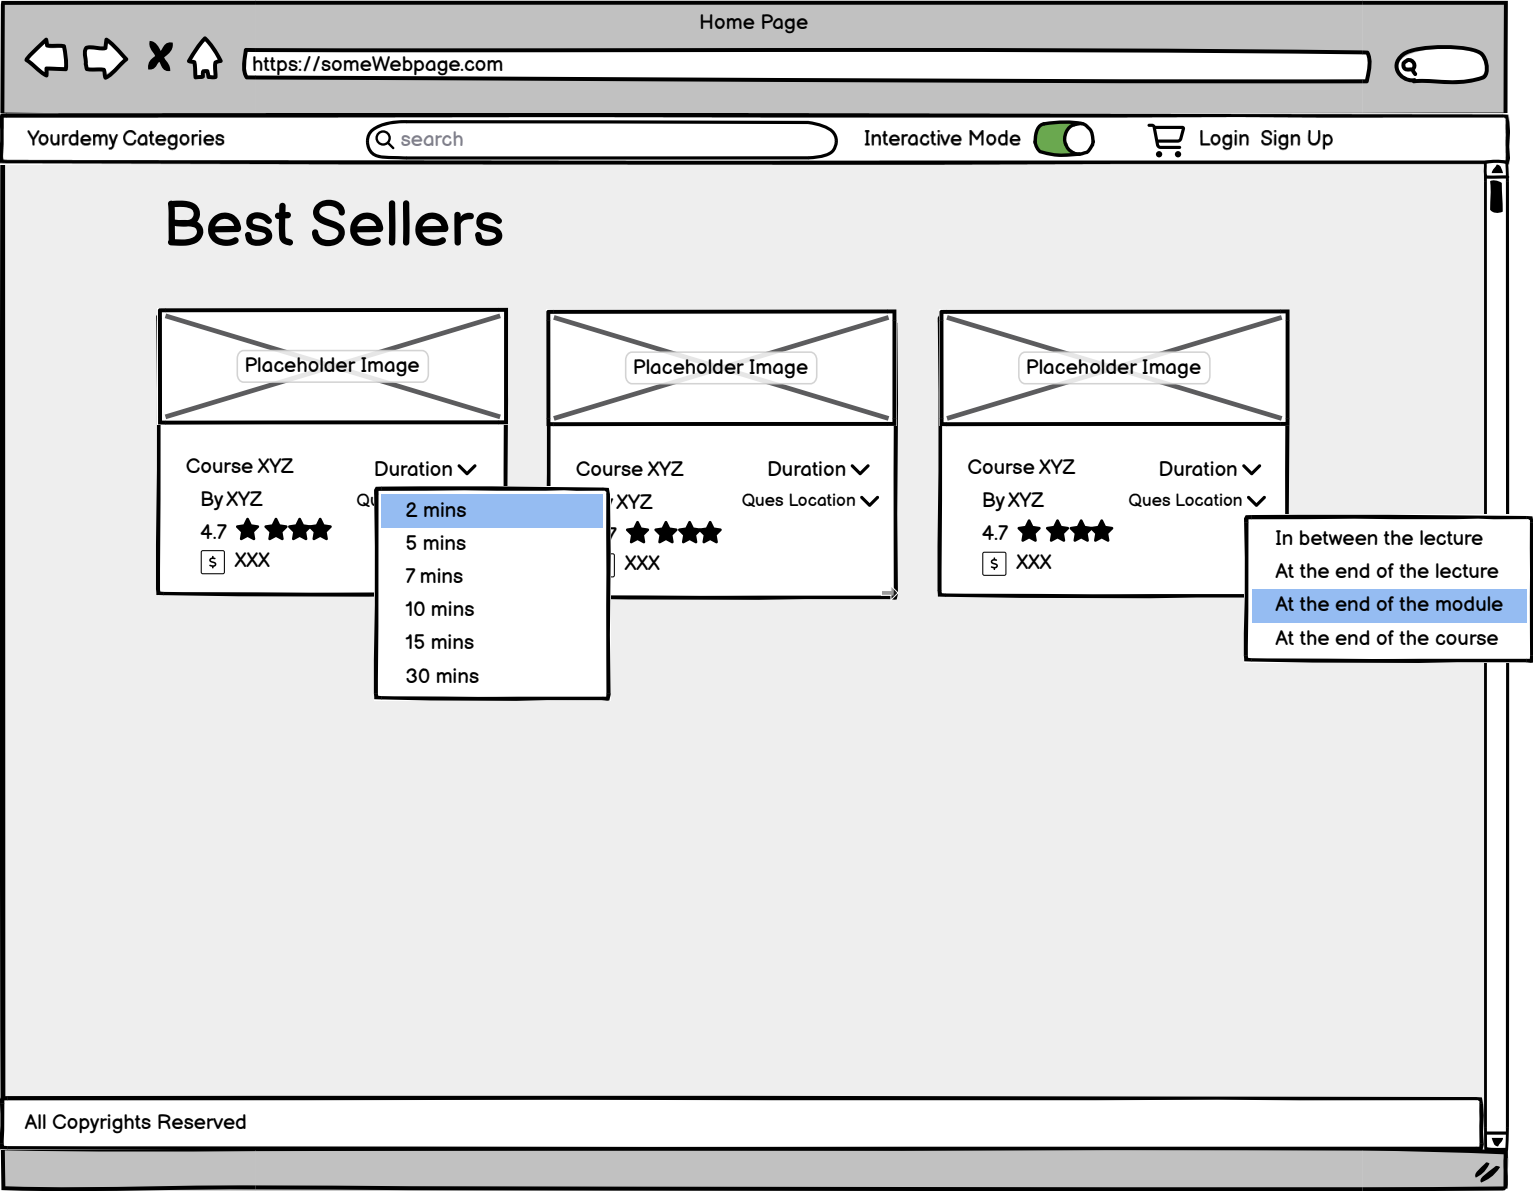 Home Page
https://someWebpage.com
Yourdemy Categories
search
Interactive Mode
Login Sign Up
Best Sellers
Placeholder Image
Course XYZ
Duration
By XYZ
4.7
$ XXX
2 mins
5 mins
7 mins
10 mins
15 mins
30 mins
Placeholder Image
Course XYZ
Duration
XYZ
Ques Location
XXX
Placeholder Image
Course XYZ
Duration
By XYZ
Ques Location
4.7
$ XXX
In between the lecture
At the end of the lecture
At the end of the module
At the end of the course
All Copyrights Reserved